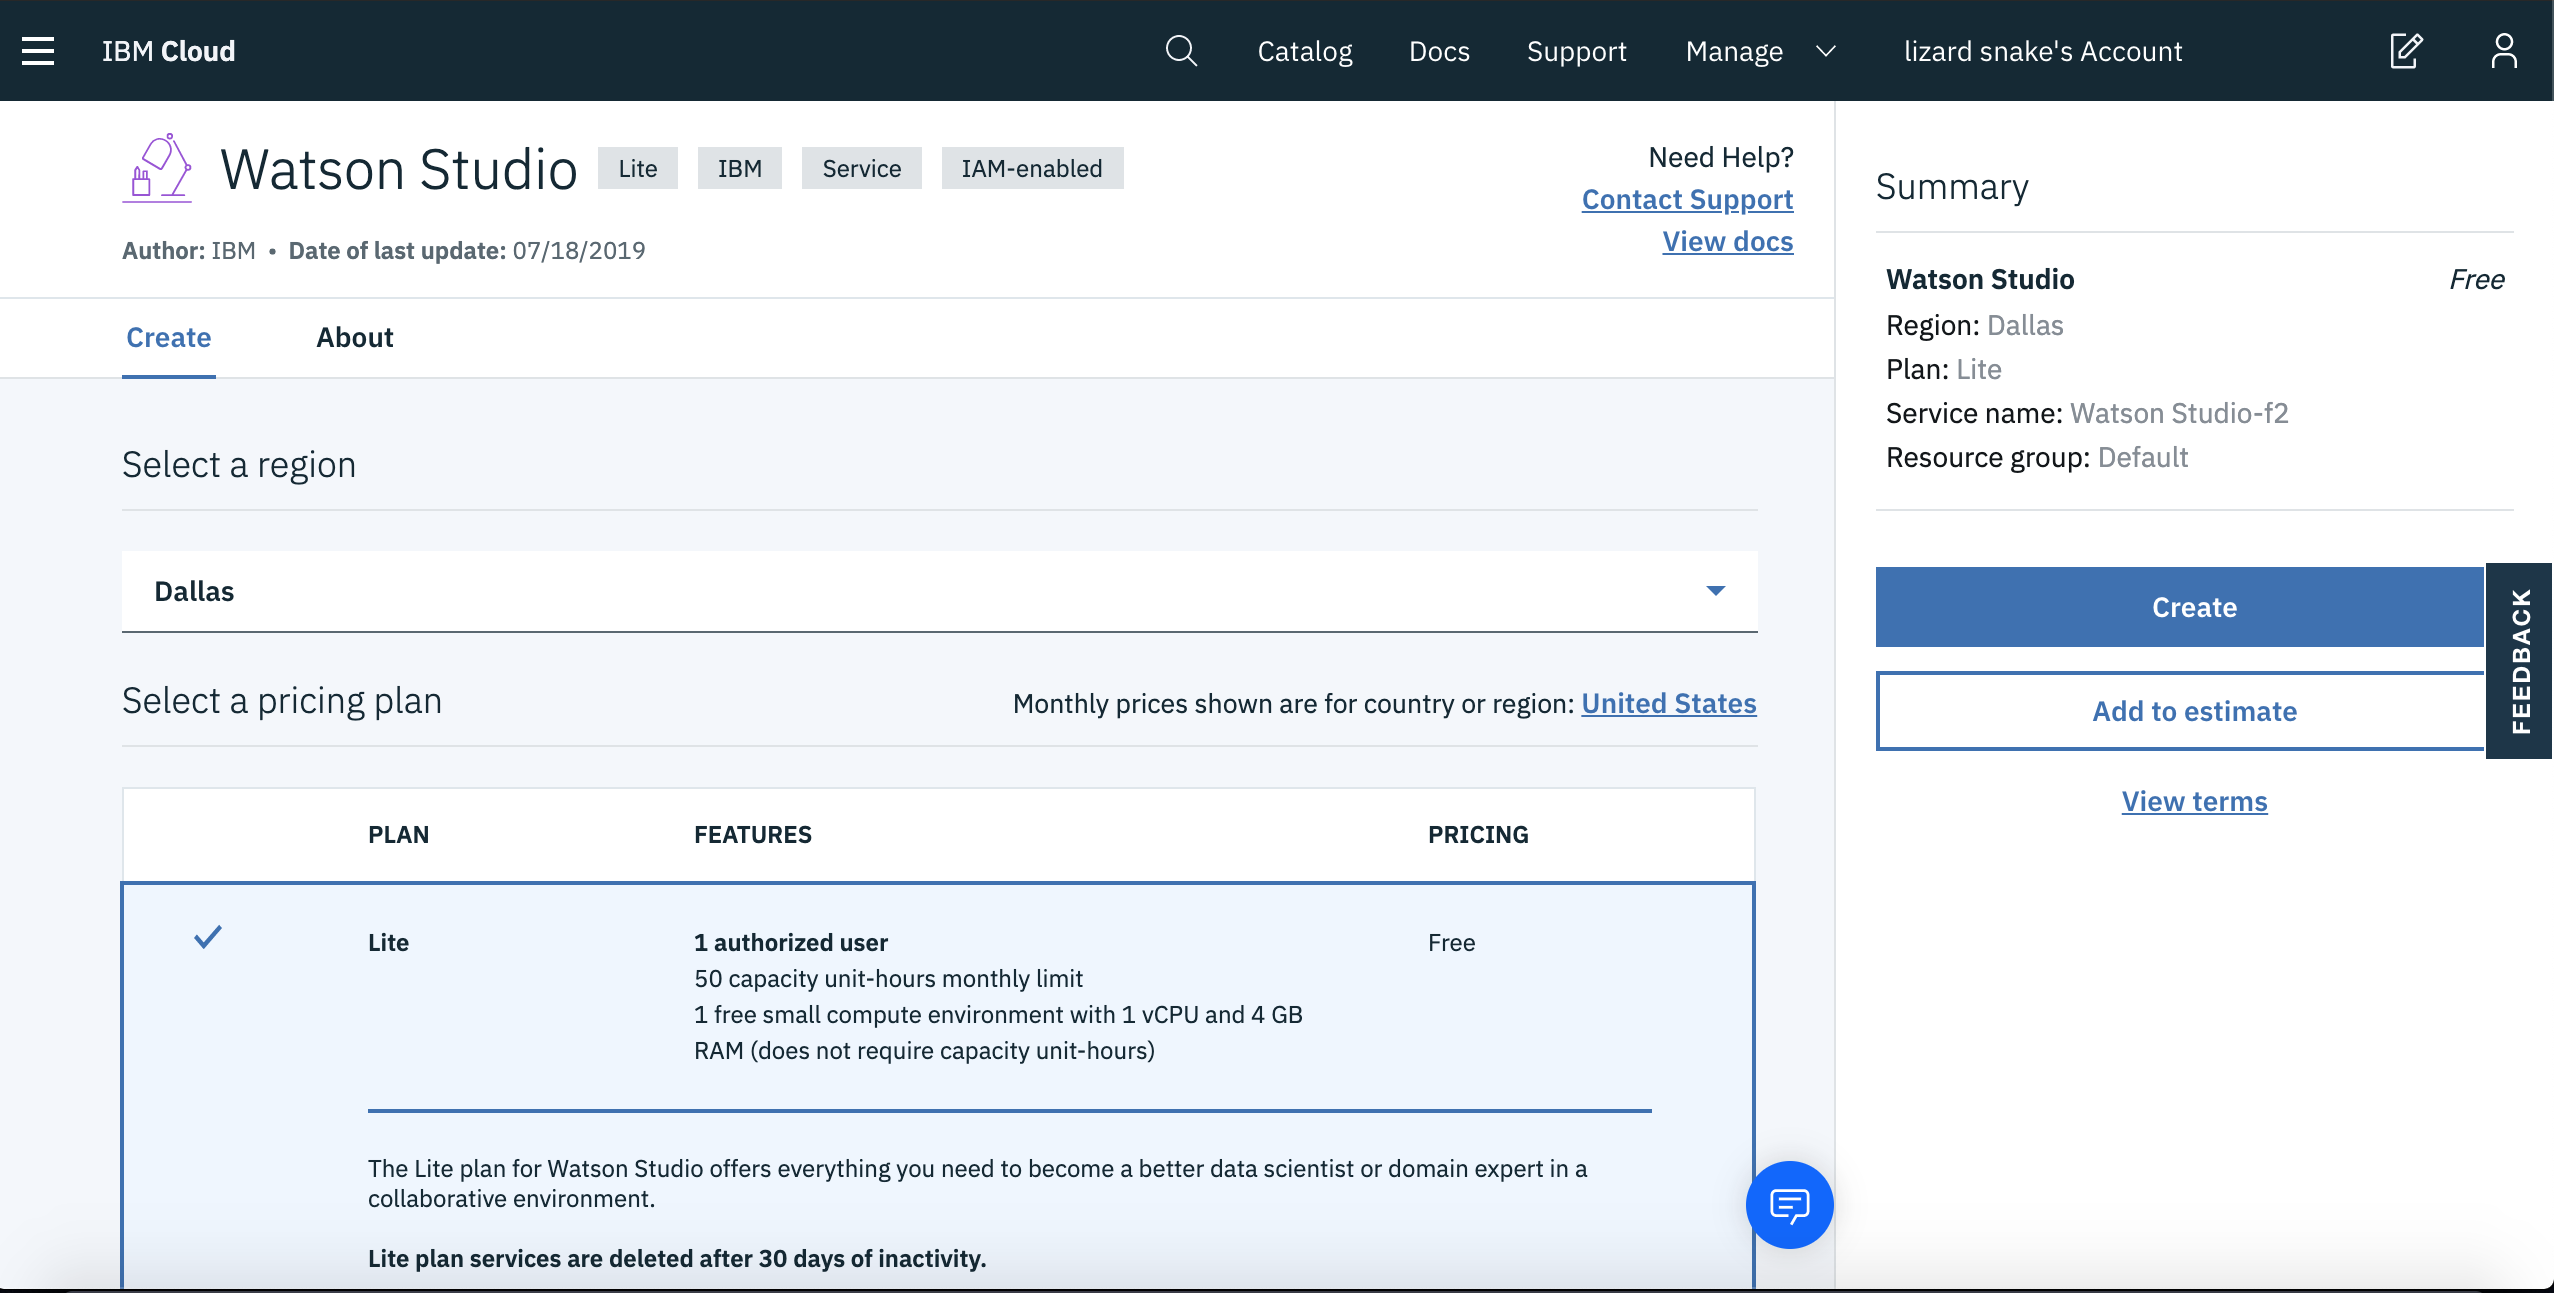 IBM Cloud
Catalog
Docs
Support
Manage
lizard snake's Account
Watson Studio
Lite
IBM
Service
IAM-enabled
Author: IBM • Date of last update: 07/18/2019
Need Help?
Contact Support
View docs
Create
About
Select a region
Dallas
Select a pricing plan
Monthly prices shown are for country or region: United States
PLAN
FEATURES
PRICING
Lite
1 authorized user
50 capacity unit-hours monthly limit
1 free small compute environment with 1 vCPU and 4 GB
RAM (does not require capacity unit-hours)
Free
The Lite plan for Watson Studio offers everything you need to become a better data scientist or domain expert in a
collaborative environment.
Lite plan services are deleted after 30 days of inactivity.
Summary
Watson Studio
Free
Region: Dallas
Plan: Lite
Service name: Watson Studio-f2
Resource group: Default
Create
Add to estimate
View terms
FEEDBACK